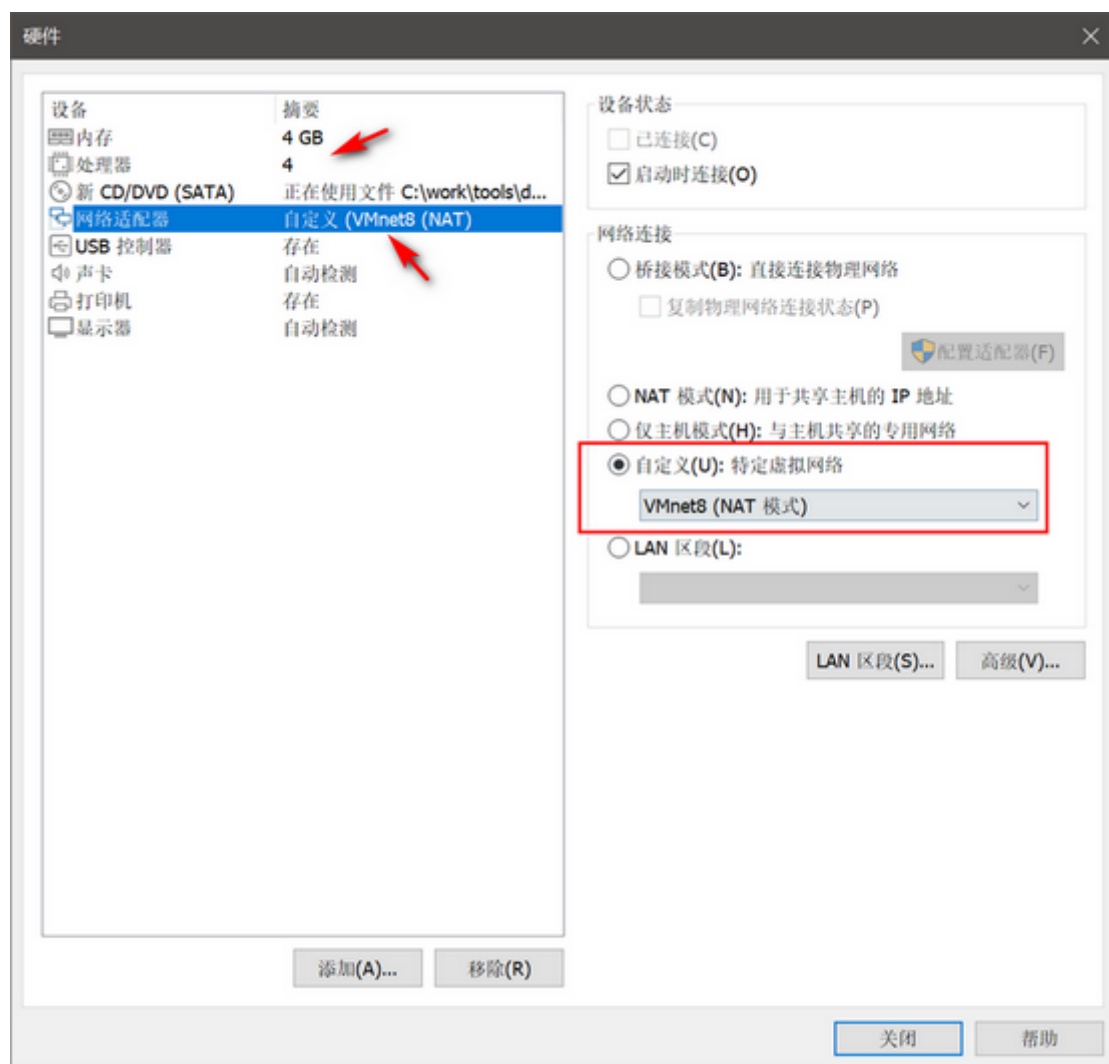 硬件
设备 摘要
内存 4 GB
处理器 4
新 CD/DVD (SATA) 正在使用文件 C:\work\tools\d...
网络适配器 自定义 (VMnet8 (NAT)
USB 控制器 存在
声卡 自动检测
打印机 存在
显示器 自动检测
添加(A)... 移除(R)
设备状态
已连接(C)
启动时连接(O)
网络连接
桥接模式(B): 直接连接物理网络
复制物理网络连接状态(P)
配置适配器(F)
NAT 模式(N): 用于共享主机的 IP 地址
仅主机模式(H): 与主机共享的专用网络
自定义(U): 特定虚拟网络
VMnet8 (NAT 模式)
LAN 区段(L):
LAN 区段(S)... 高级(V)...
关闭 帮助